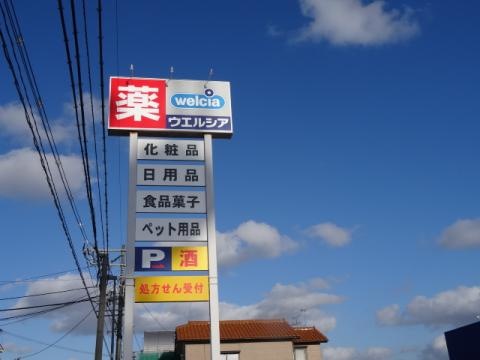 薬 welcia
ウエルシア
化粧品
日用品
食品菓子
ペット用品
P 酒
処方せん受付